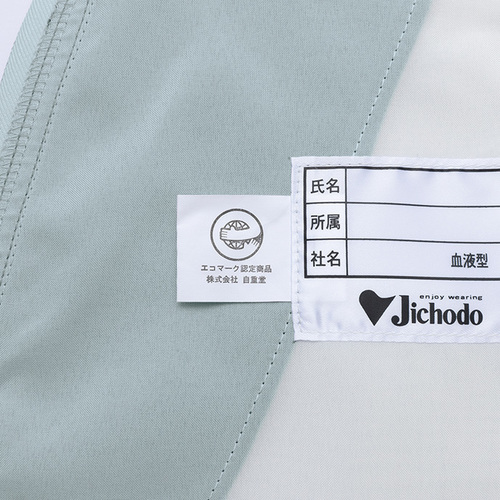 エコマーク認定商品
株式会社 自重堂
氏名
所属
社名 血液型
enjoy wearing
Jichodo